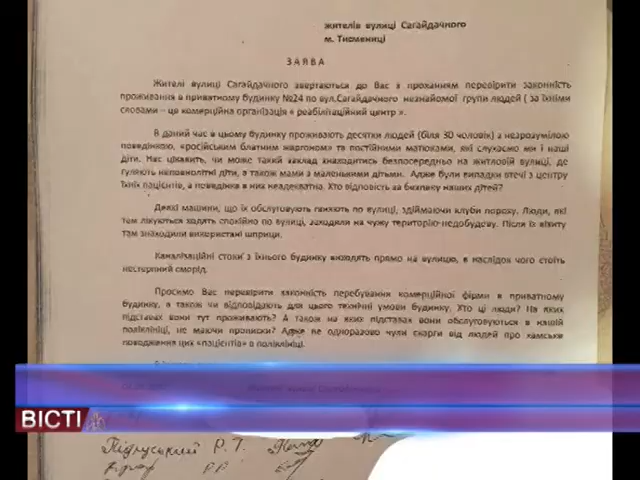 жителів вулиці Сагайдачного
м. Тисмениці
ЗАЯВА
Жителі вулиці Сагайдачного звертаються до Вас з проханням перевірити законність
проживання в приватному будинку №24 по вул.Сагайдачного незнайомої групи людей ( за їхніми
словами – це комерційна організація « реабілітаційний центр ».
В даний час в цьому будинку проживають десятки людей (біля 30 чоловік) з незрозумілою
поведінкою, «російським блатним жаргоном» та постійними матюками, які слухаємо ми і наші
діти. Нас цікавить, чи може такий заклад знаходитись безпосередньо на житловій вулиці, де
гуляють неповнолітні діти, а також мами з маленькими дітьми. Адже були випадки втечі з центру
їхніх пацієнтів, а поведінка в них неадекватна. Хто відповість за безпеку наших дітей?
Деякі машини, що їх обслуговують ганяють по вулиці, здіймаючи клуби пороху. Люди, які
там лікуються ходять спокійно по вулиці, заходили на чужу територію недобудову. Після їх візиту
там знаходили використані шприци.
Каналізаційні стоки з їхнього будинку виходять прямо на вулицю, в наслідок чого стоїть
нестерпний сморід.
Просимо Вас перевірити законність перебування комерційної фірми в приватному
будинку, а також чи відповідають для цього технічні умови будинку. Хто ці люди? На яких
підставах вони тут проживають? А також на яких підставах вони обслуговуються в нашій
поліклініці, не маючи прописки? Адже не одноразово чули скарги від людей про хамське
поводження цих «пацієнтів» в поліклініці.
ВІСТІ